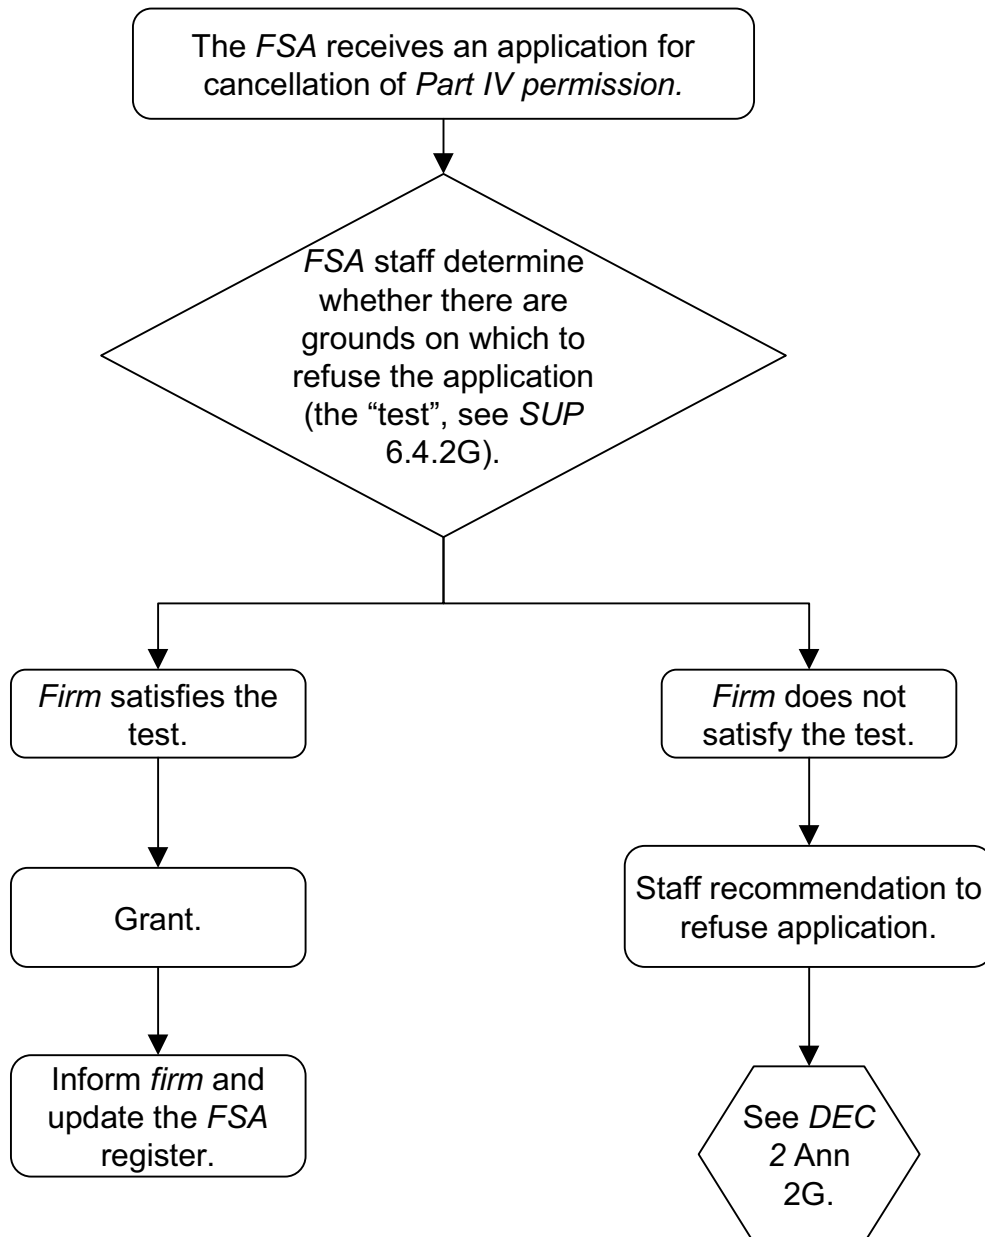 The FSA receives an application for
cancellation of Part IV permission.
FSA staff determine
whether there are
grounds on which to
refuse the application
(the “test”, see SUP
6.4.2G).
Firm satisfies the
test.
Firm does not
satisfy the test.
Grant.
Staff recommendation to
refuse application.
Inform firm and
update the FSA
register.
See DEC
2 Ann
2G.